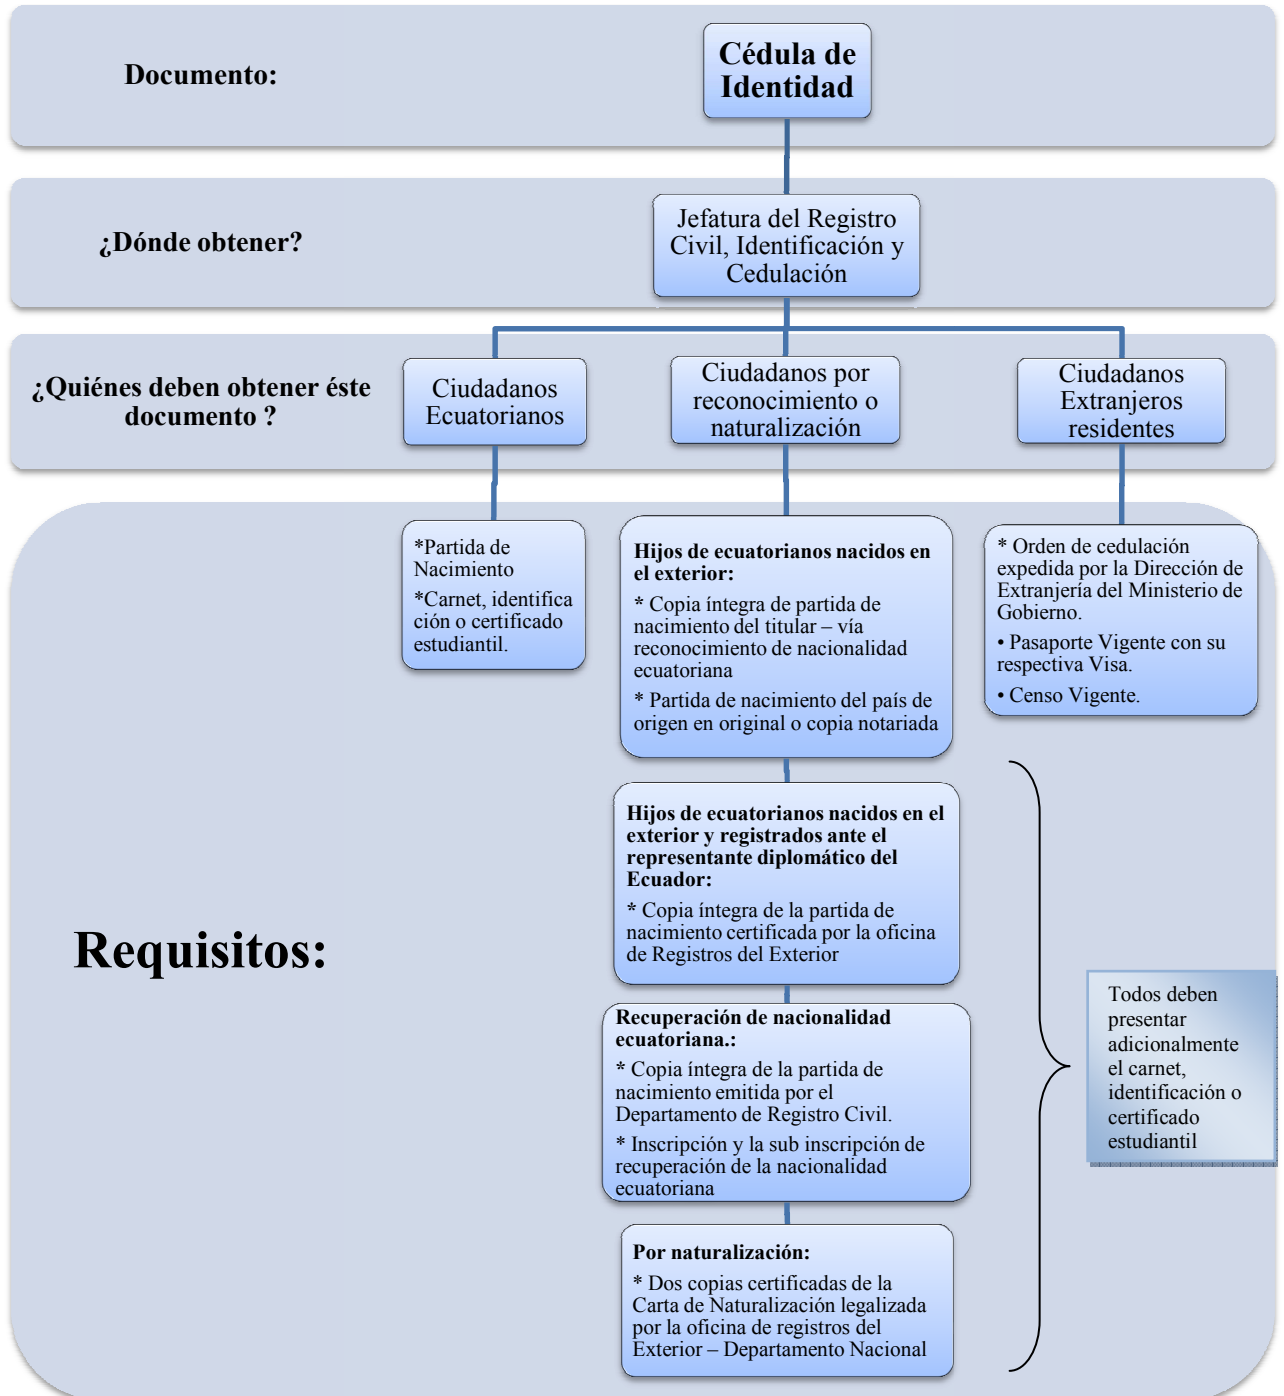 Documento:
Cédula de
Identidad
¿Dónde obtener?
Jefatura del Registro
Civil, Identificación y
Cedulación
¿Quiénes deben obtener éste
documento ?
Ciudadanos
Ecuatorianos
Ciudadanos por
reconocimiento o
naturalización
Ciudadanos
Extranjeros
residentes
Requisitos:
*Partida de
Nacimiento
*Carnet, identifica
ción o certificado
estudiantil.
Hijos de ecuatorianos nacidos en
el exterior:
* Copia íntegra de partida de
nacimiento del titular – vía
reconocimiento de nacionalidad
ecuatoriana
* Partida de nacimiento del país de
origen en original o copia notariada
Hijos de ecuatorianos nacidos en el
exterior y registrados ante el
representante diplomático del
Ecuador:
* Copia íntegra de la partida de
nacimiento certificada por la oficina
de Registros del Exterior
Recuperación de nacionalidad
ecuatoriana.:
* Copia íntegra de la partida de
nacimiento emitida por el
Departamento de Registro Civil.
* Inscripción y la sub inscripción de
recuperación de la nacionalidad
ecuatoriana
Por naturalización:
* Dos copias certificadas de la
Carta de Naturalización legalizada
por la oficina de registros del
Exterior – Departamento Nacional
* Orden de cedulación
expedida por la Dirección de
Extranjería del Ministerio de
Gobierno.
• Pasaporte Vigente con su
respectiva Visa.
• Censo Vigente.
Todos deben
presentar
adicionalmente
el carnet,
identificación o
certificado
estudiantil